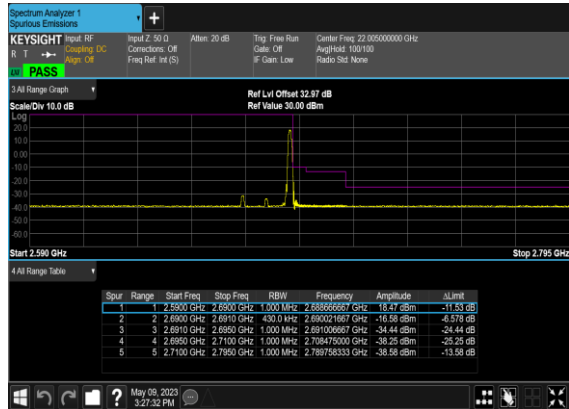 Spectrum Analyzer 1
Spurious Emissions
KEYSIGHT Input: RF Input Z: 50 Ω Atten: 20 dB Trig: Free Run Center Freq: 22.005000000 GHz
R T Coupling: DC Corrections: Off Gate: Off Avg|Hold: 100/100
Align: Off Freq Ref: Int (S) IF Gain: Low Radio Std: None
PASS
3 All Range Graph
Ref Lvl Offset 32.97 dB
Scale/Div 10.0 dB Ref Value 30.00 dBm
Log
20.0
10.0
0.00
-10.0
-20.0
-30.0
-40.0
-50.0
-60.0
Start 2.590 GHz Stop 2.795 GHz
4 All Range Table
Spur Range Start Freq Stop Freq RBW Frequency Amplitude ΔLimit
1 1 2.5900 GHz 2.6900 GHz 1.000 MHz 2.688666667 GHz 18.47 dBm -11.53 dB
2 2 2.6900 GHz 2.6910 GHz 430.0 kHz 2.690021667 GHz -16.58 dBm -6.578 dB
3 3 2.6910 GHz 2.6950 GHz 1.000 MHz 2.691006667 GHz -34.44 dBm -24.44 dB
4 4 2.6950 GHz 2.7100 GHz 1.000 MHz 2.708475000 GHz -38.25 dBm -25.25 dB
5 5 2.7100 GHz 2.7950 GHz 1.000 MHz 2.789758333 GHz -38.58 dBm -13.58 dB
May 09, 2023
3:27:32 PM